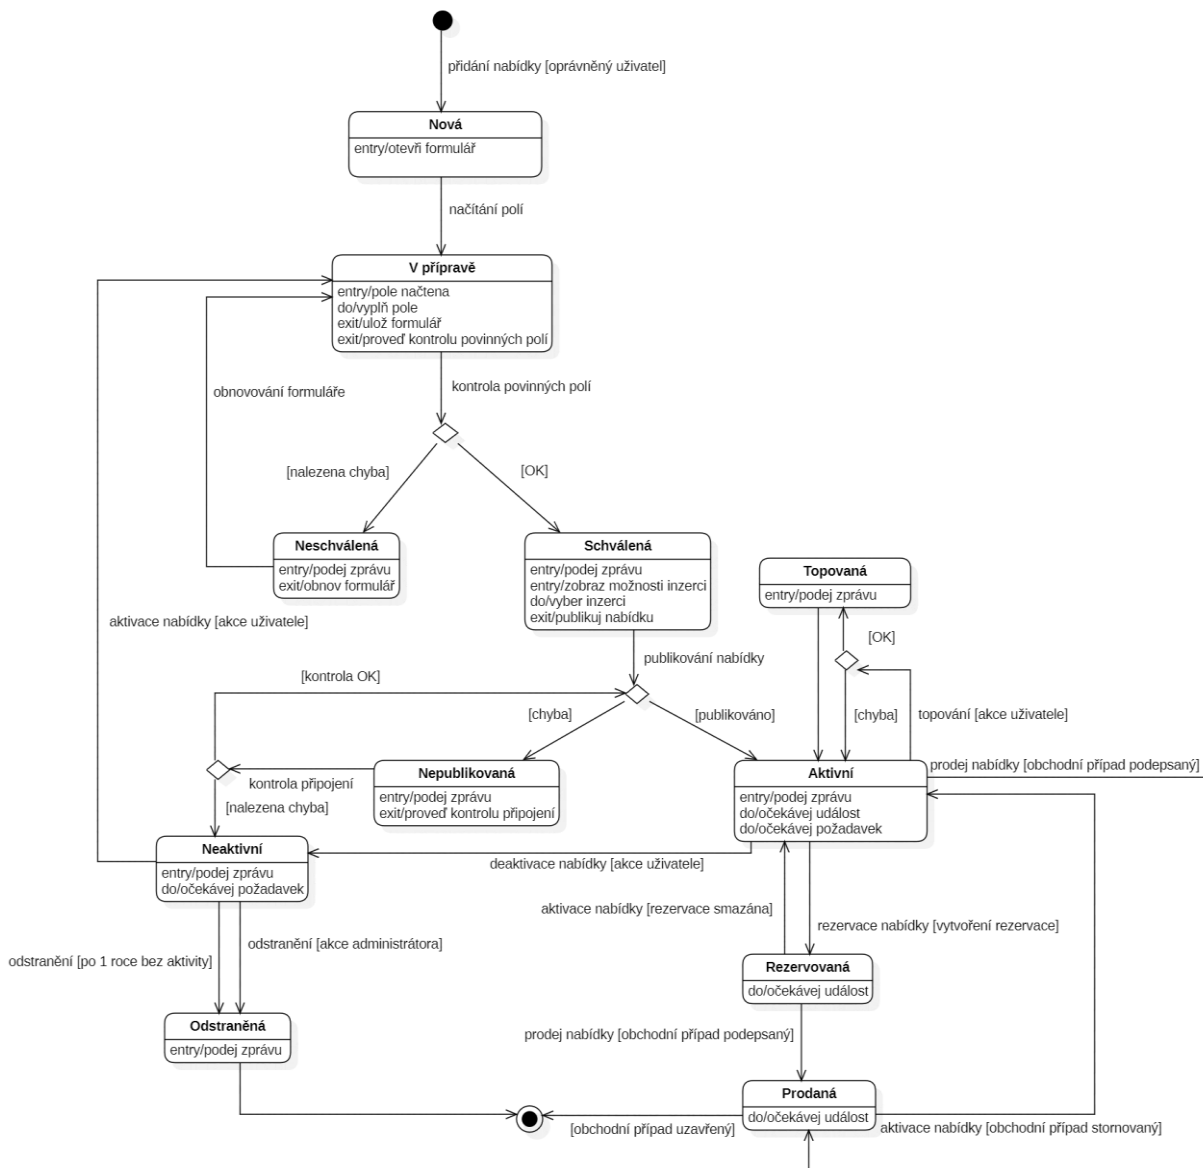 přidání nabídky [oprávněný uživatel]
Nová
entry/otevři formulář
načítání polí
V přípravě
entry/pole načtena
do/vyplň pole
exit/ulož formulář
exit/proveď kontrolu povinných polí
obnovování formuláře
kontrola povinných polí
[nalezena chyba]
[OK]
Neschválená
entry/podej zprávu
exit/obnov formulář
Schválená
entry/podej zprávu
entry/zobraz možnosti inzerci
do/vyber inzerci
exit/publikuj nabídku
Topovaná
entry/podej zprávu
aktivace nabídky [akce uživatele]
[OK]
publikování nabídky
[kontrola OK]
[chyba]
[publikováno]
[chyba]
topování [akce uživatele]
prodej nabídky [obchodní případ podepsaný]
Nepublikovaná
entry/podej zprávu
exit/proveď kontrolu připojení
Aktivní
entry/podej zprávu
do/očekávej událost
do/očekávej požadavek
kontrola připojení
[nalezena chyba]
Neaktivní
entry/podej zprávu
do/očekávej požadavek
deaktivace nabídky [akce uživatele]
aktivace nabídky [rezervace smazána]
rezervace nabídky [vytvoření rezervace]
odstranění [akce administrátora]
odstranění [po 1 roce bez aktivity]
Rezervovaná
do/očekávej událost
Odstraněná
entry/podej zprávu
prodej nabídky [obchodní případ podepsaný]
Prodaná
do/očekávej událost
[obchodní případ uzavřený]
aktivace nabídky [obchodní případ stornovaný]